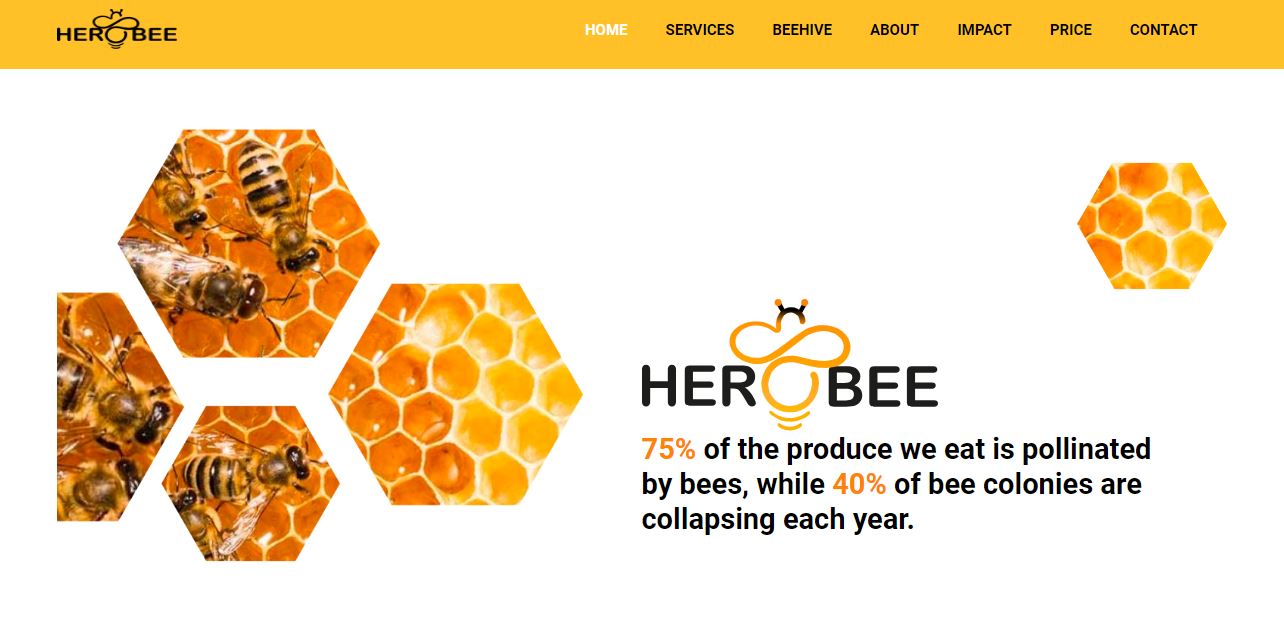 HEROBEE
HOME SERVICES BEEHIVE ABOUT IMPACT PRICE CONTACT
HEROBEE
75% of the produce we eat is pollinated
by bees, while 40% of bee colonies are
collapsing each year.